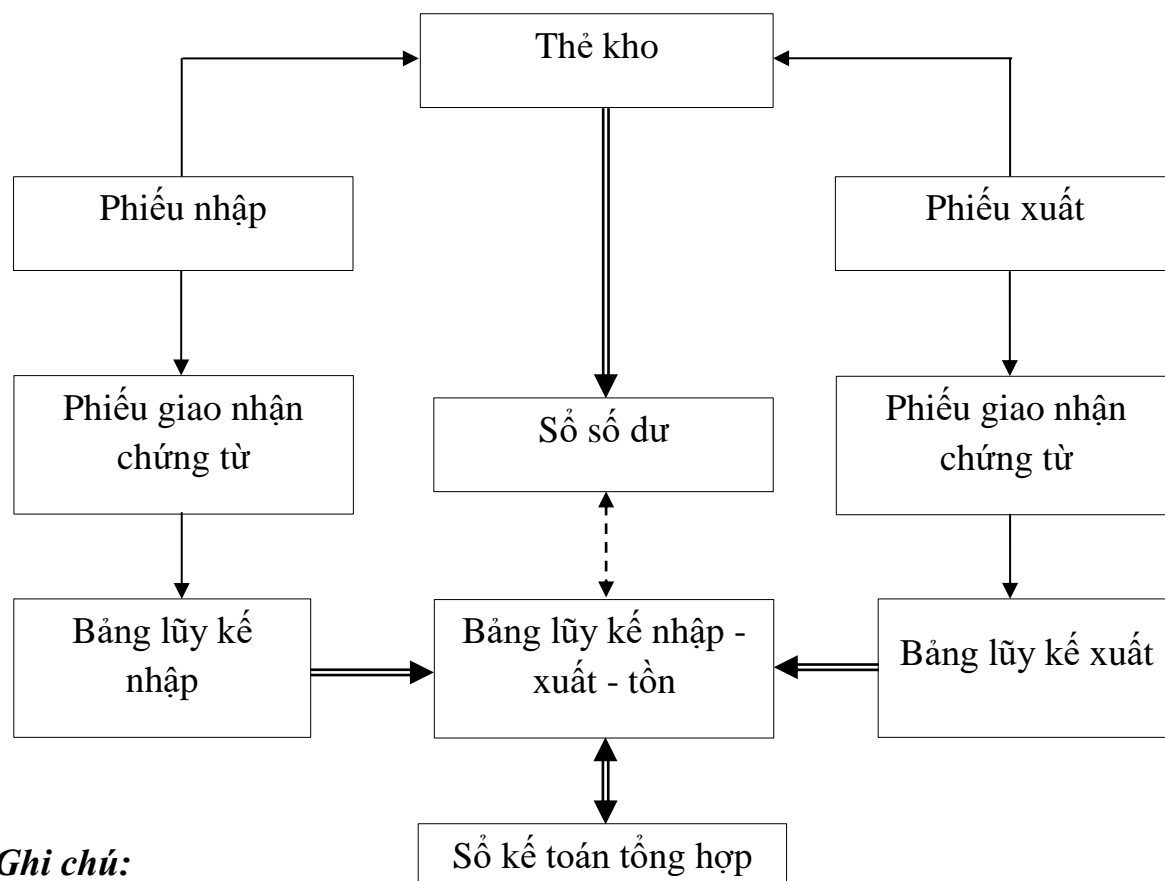 Thẻ kho
Phiếu nhập
Phiếu xuất
Phiếu giao nhận
chứng từ
Sổ số dư
Phiếu giao nhận
chứng từ
Bảng lũy kế
nhập
Bảng lũy kế nhập -
xuất - tồn
Bảng lũy kế xuất
Sổ kế toán tổng hợp
Ghi chú: